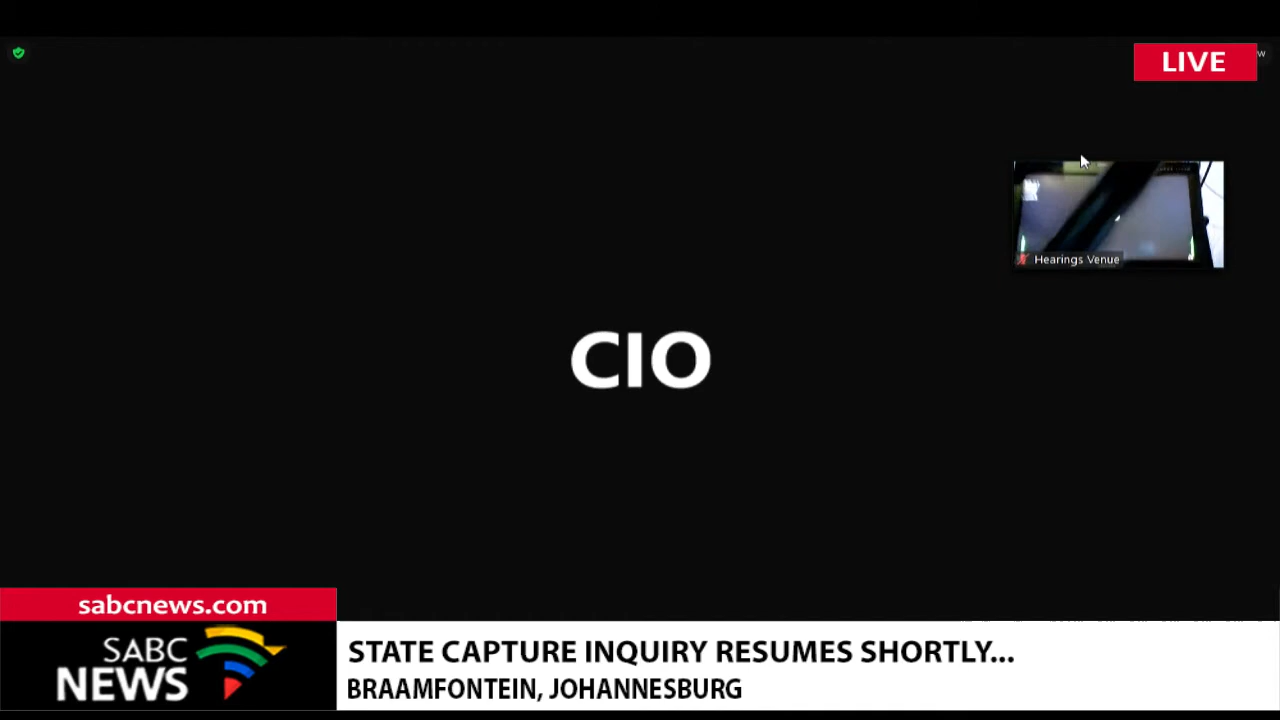 LIVE
w
Hearings Venue
CIO
sabcnews.com
SABC
NEWS
STATE CAPTURE INQUIRY RESUMES SHORTLY...
BRAAMFONTEIN, JOHANNESBURG